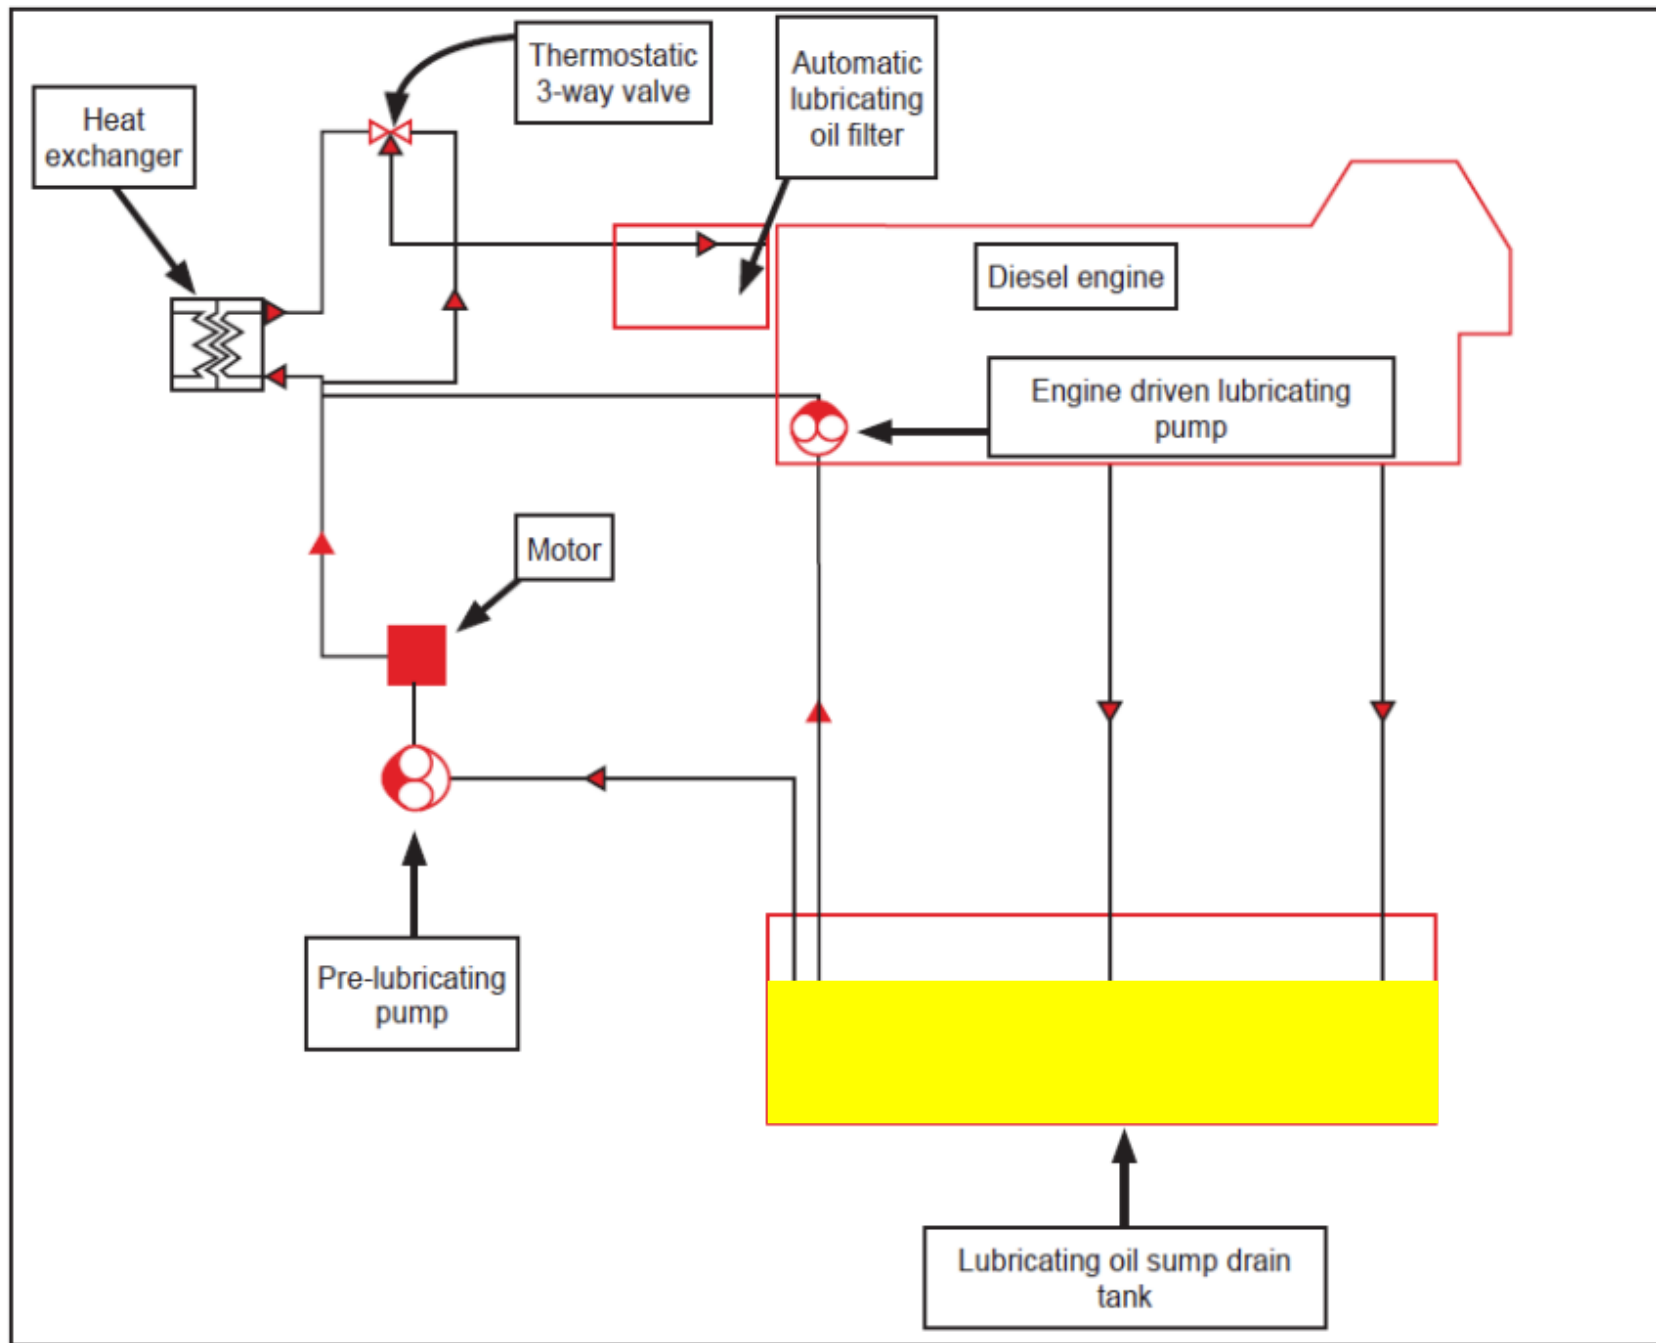 Thermostatic
3-way valve
Automatic
lubricating
oil filter
Heat
exchanger
Diesel engine
Engine driven lubricating
pump
Motor
Pre-lubricating
pump
Lubricating oil sump drain
tank